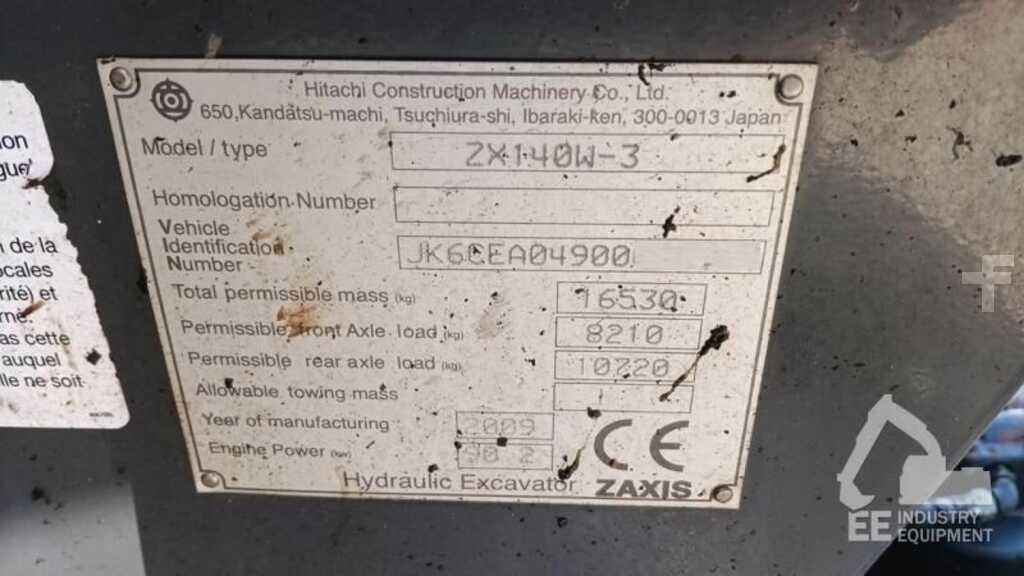 Hitachi Construction Machinery Co., Ltd.
650,Kandatsu-machi, Tsuchiura-shi, Ibaraki-ken, 300-0013 Japan
Model / type ZX140W-3
Homologation Number
Vehicle
Identification
Number JK6CEA04900
Total permissible mass (kg) 16530
Permissible front Axle load (kg) 8210
Permissible rear axle load (kg) 10720
Allowable towing mass
Year of manufacturing 2009
Engine Power (kw) 90.2
CE
Hydraulic Excavator ZAXIS
on
gue
n de la
ocales
rité) et
rne.
as cette
auquel
lle ne soit
EE INDUSTRY
EQUIPMENT